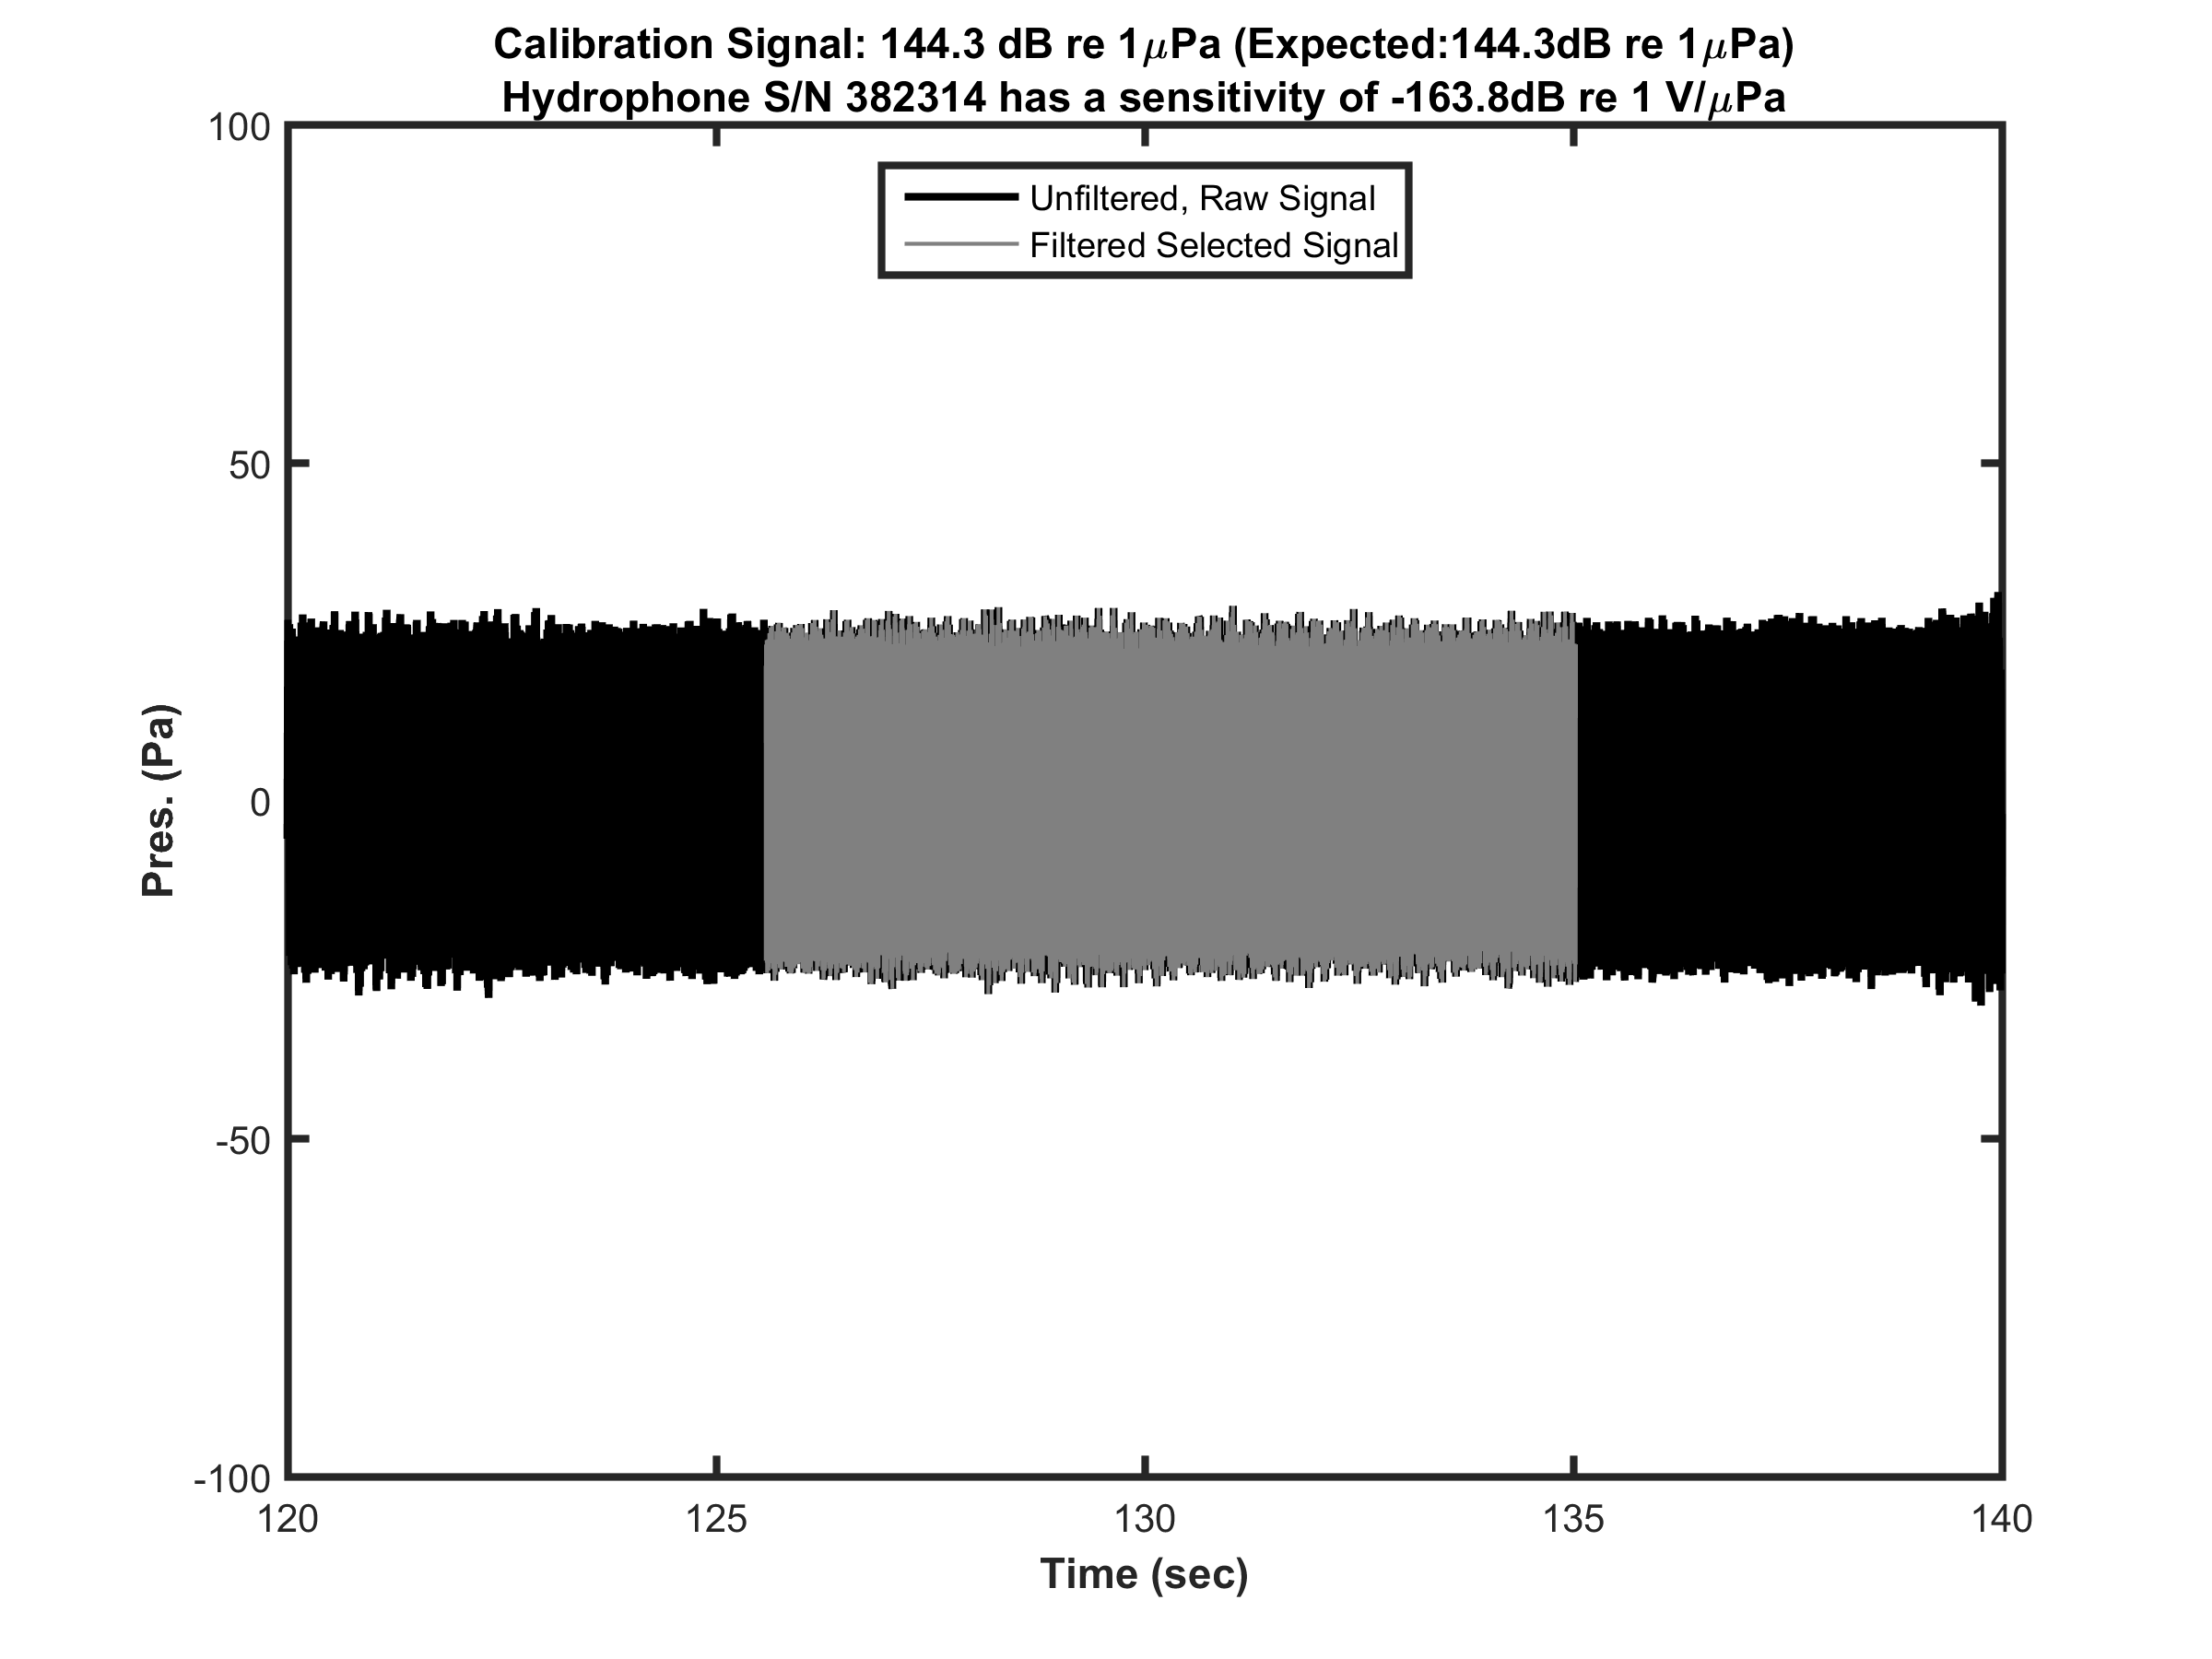 Calibration Signal: 144.3 dB re 1μPa (Expected:144.3dB re 1μPa)
Hydrophone S/N 382314 has a sensitivity of -163.8dB re 1 V/μPa
Unfiltered, Raw Signal
Filtered Selected Signal
100
50
0
-50
-100
Pres. (Pa)
120 125 130 135 140
Time (sec)